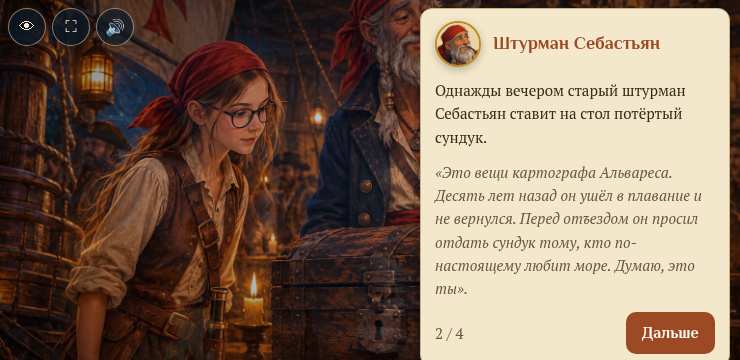 Штурман Себастьян
Однажды вечером старый штурман
Себастьян ставит на стол потёртый
сундук.
«Это вещи картографа Альвареса.
Десять лет назад он ушёл в плавание и
не вернулся. Перед отъездом он просил
отдать сундук тому, кто по-
настоящему любит море. Думаю, это
ты».
2 / 4
Дальше